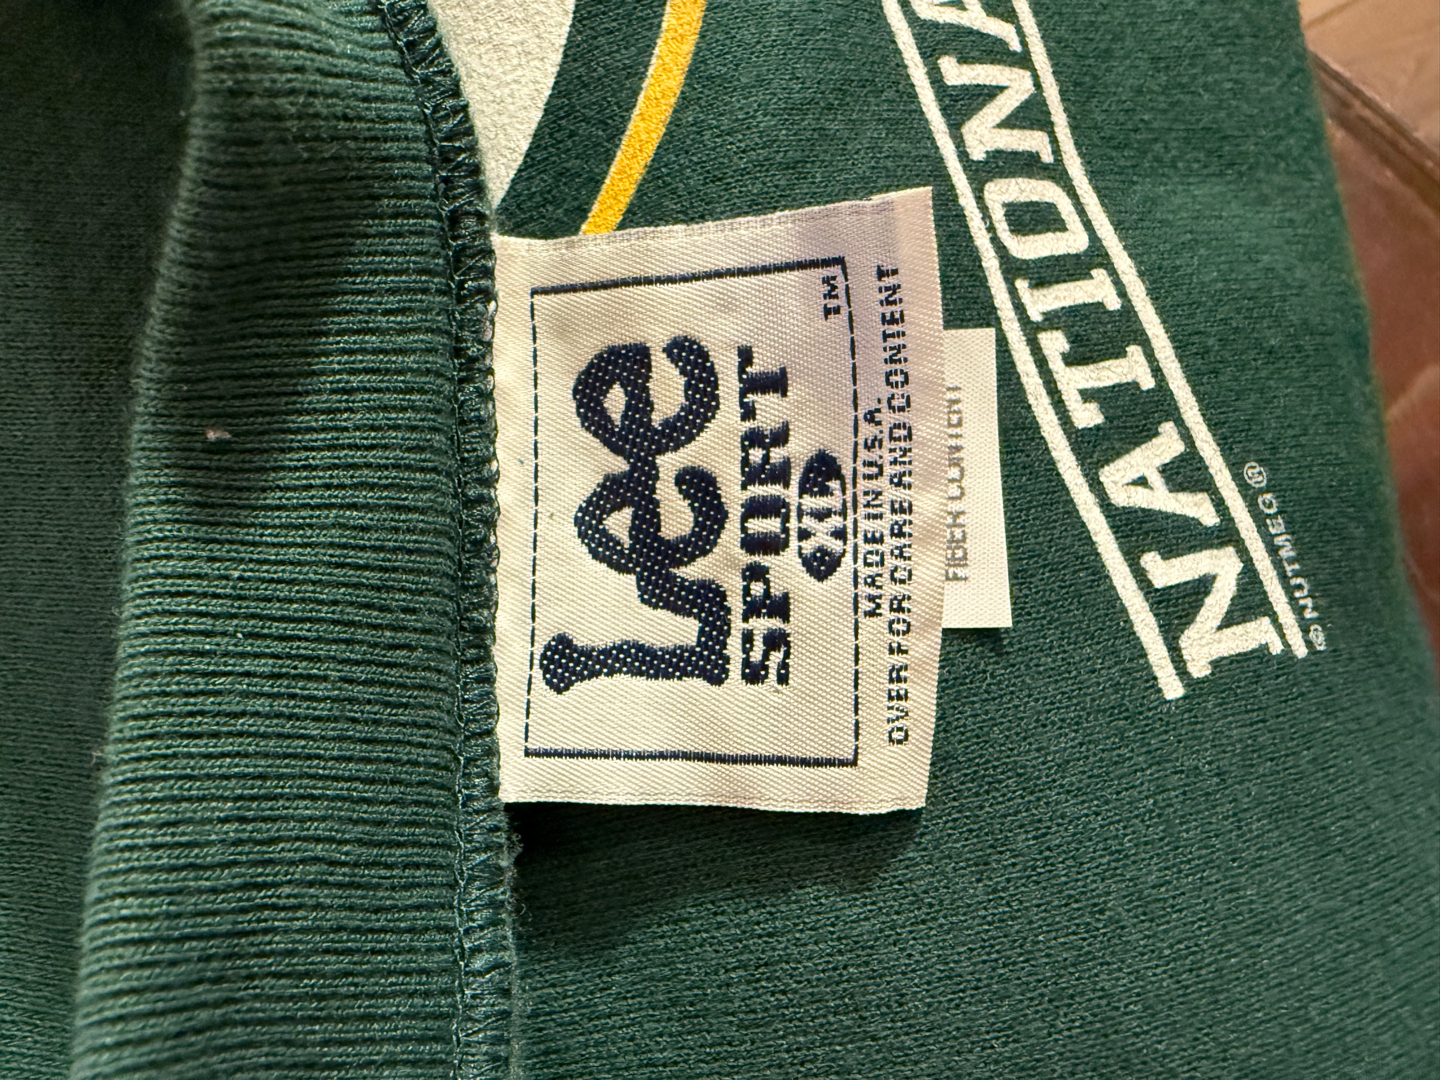 Lee
SPORT
TM
XL
MADE IN U.S.A.
OVER FOR CARE AND CONTENT
FIBER CONTENT
NATIONA
® NUTMEG ®